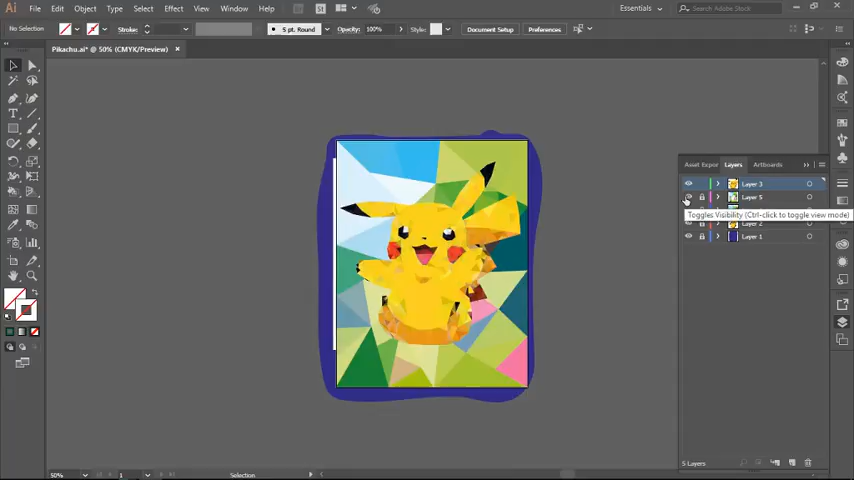 Ai File Edit Object Type Select Effect View Window Help St Essentials Search Adobe Stock
No Selection Stroke: 5 pt. Round Opacity: 100% Style: Document Setup Preferences
Pikachu.ai* @ 50% (CMYK/Preview) ×
Asset Expor Layers Artboards
Layer 3
Layer 5
Toggles Visibility (Ctrl-click to toggle view mode)
Layer 2
Layer 1
5 Layers
50% 1 Selection